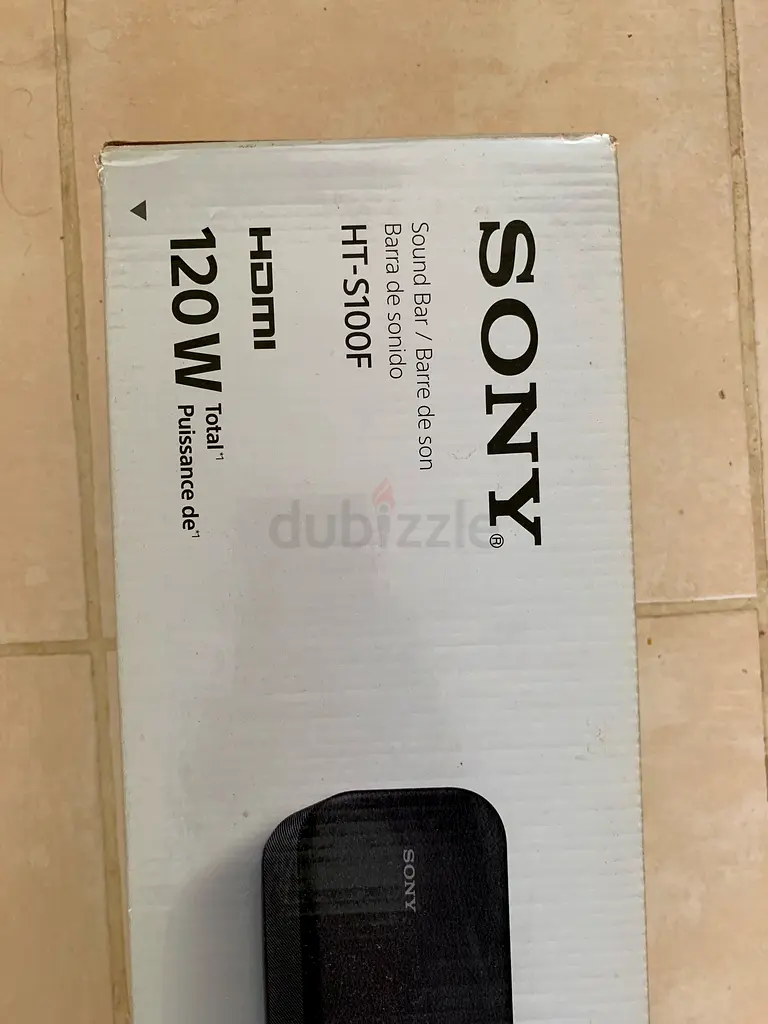 SONY®
Sound Bar / Barre de son
Barra de sonido
HT-S100F
HDMI
120 W Total*1
Puissance de*1
SONY
dubizzle